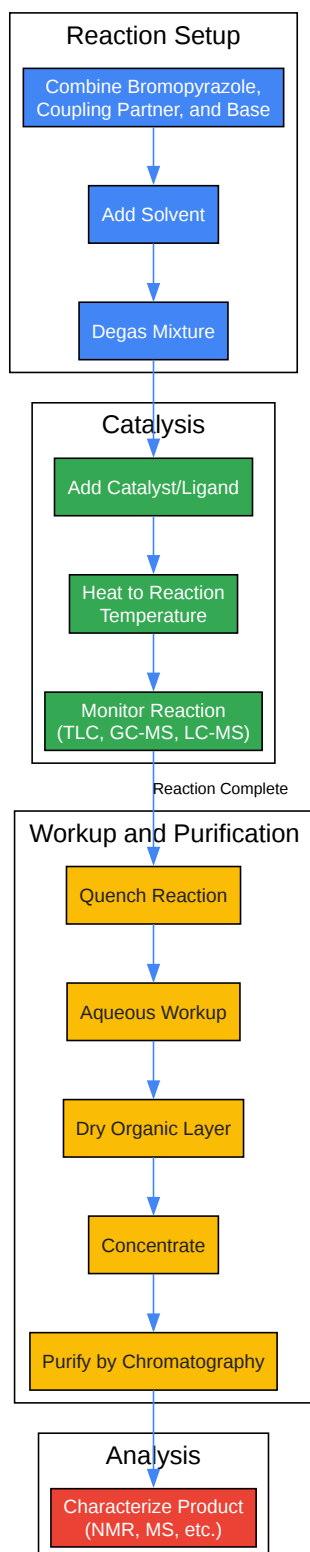 Reaction Setup
Combine Bromopyrazole,
Coupling Partner, and Base
Add Solvent
Degas Mixture
Catalysis
Add Catalyst/Ligand
Heat to Reaction
Temperature
Monitor Reaction
(TLC, GC-MS, LC-MS)
Reaction Complete
Workup and Purification
Quench Reaction
Aqueous Workup
Dry Organic Layer
Concentrate
Purify by Chromatography
Analysis
Characterize Product
(NMR, MS, etc.)